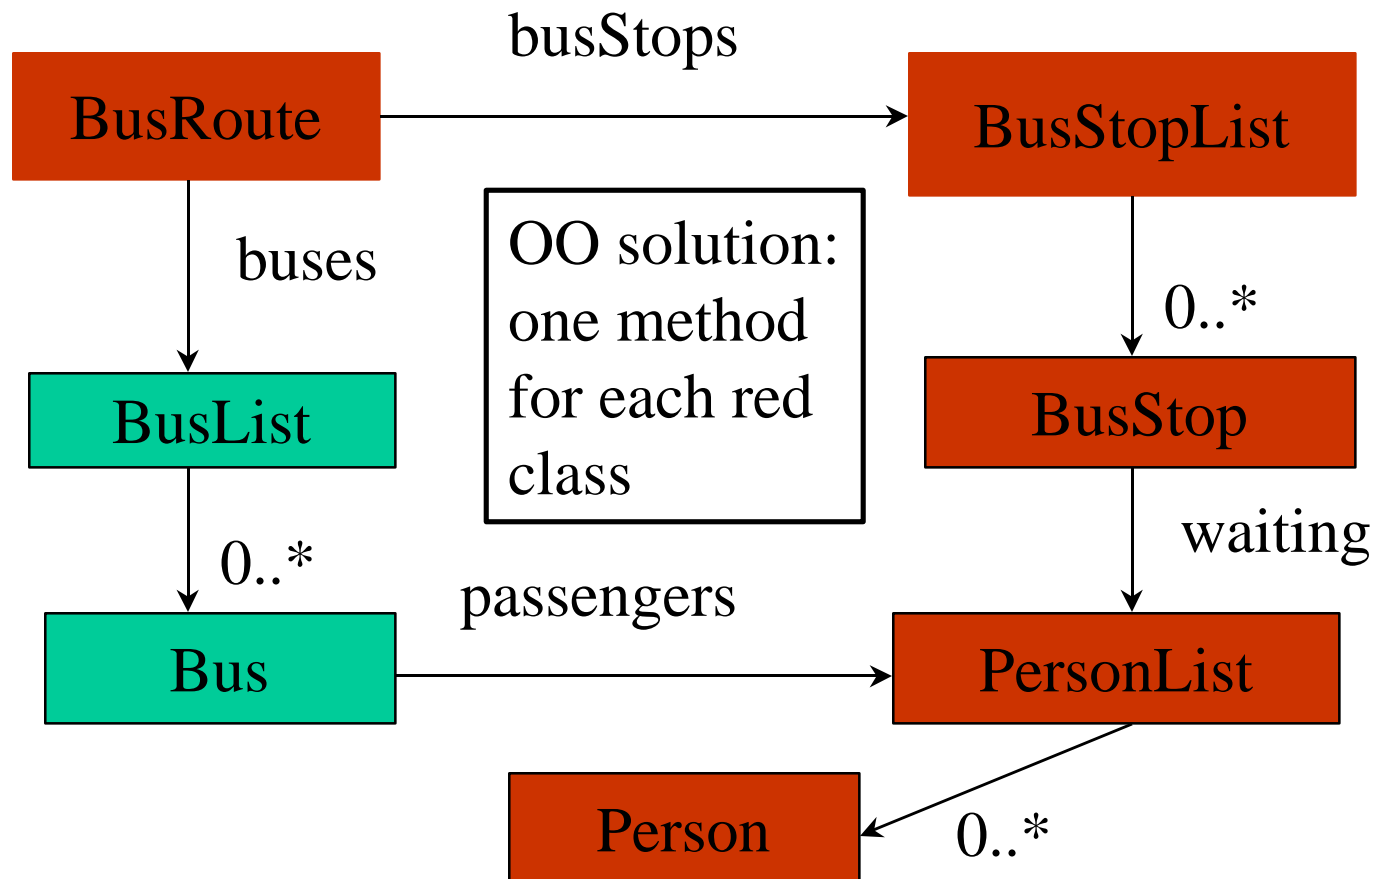 busStops
BusRoute
BusStopList
OO solution:
one method
for each red
class
buses
0..*
BusList
BusStop
waiting
0..*
passengers
Bus
PersonList
Person
0..*